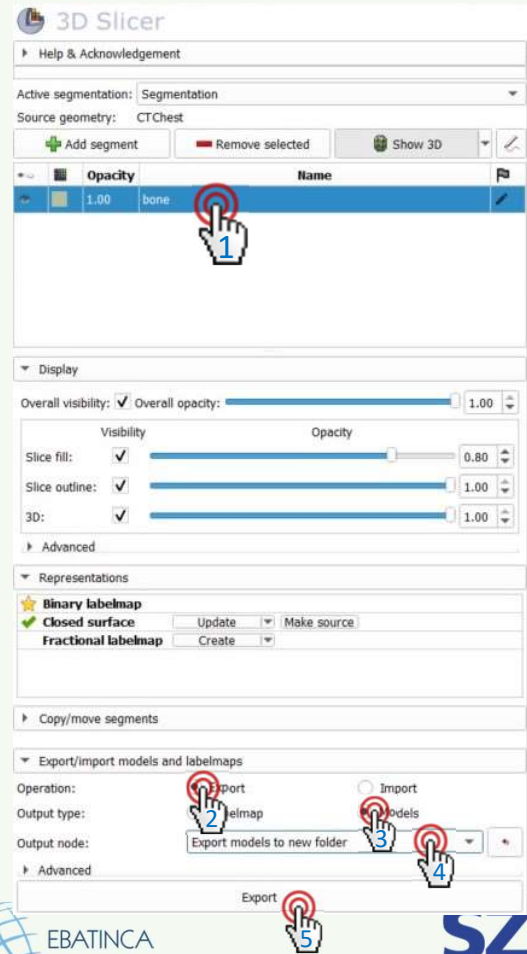 3D Slicer
Help & Acknowledgement
Active segmentation: Segmentation
Source geometry: CTChest
Add segment Remove selected Show 3D
Opacity Name
1.00 bone
1
Display
Overall visibility: Overall opacity: 1.00
Visibility Opacity
Slice fill: 0.80
Slice outline: 1.00
3D: 1.00
Advanced
Representations
Binary labelmap
Closed surface Update Make source
Fractional labelmap Create
Copy/move segments
Export/import models and labelmaps
Operation: Export Import
2
Output type: Models
3
Output node: Export models to new folder
4
Advanced
Export
5
EBATINCA SZ